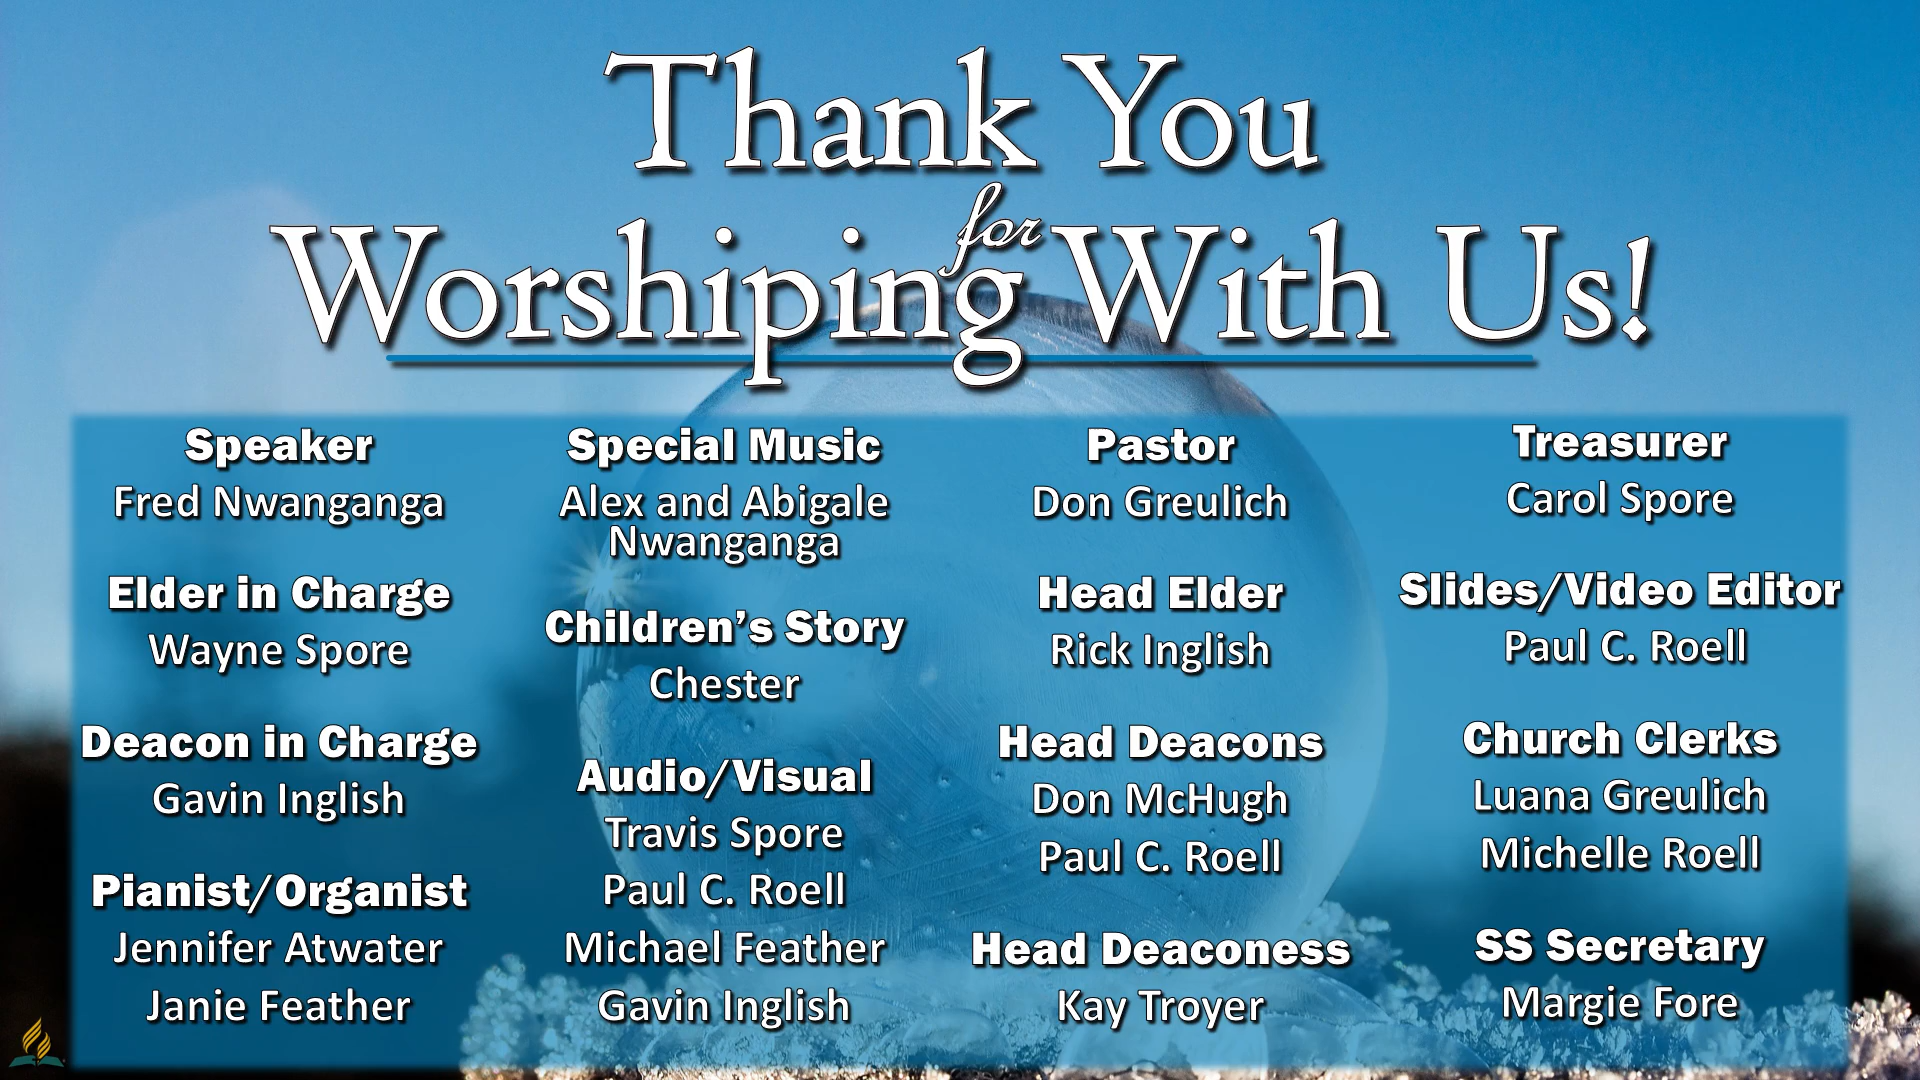 Thank You
for
Worshiping With Us!
Speaker
Fred Nwanganga
Elder in Charge
Wayne Spore
Deacon in Charge
Gavin Inglish
Pianist/Organist
Jennifer Atwater
Janie Feather
Special Music
Alex and Abigale
Nwanganga
Children's Story
Chester
Audio/Visual
Travis Spore
Paul C. Roell
Michael Feather
Gavin Inglish
Pastor
Don Greulich
Head Elder
Rick Inglish
Head Deacons
Don McHugh
Paul C. Roell
Head Deaconess
Kay Troyer
Treasurer
Carol Spore
Slides/Video Editor
Paul C. Roell
Church Clerks
Luana Greulich
Michelle Roell
SS Secretary
Margie Fore